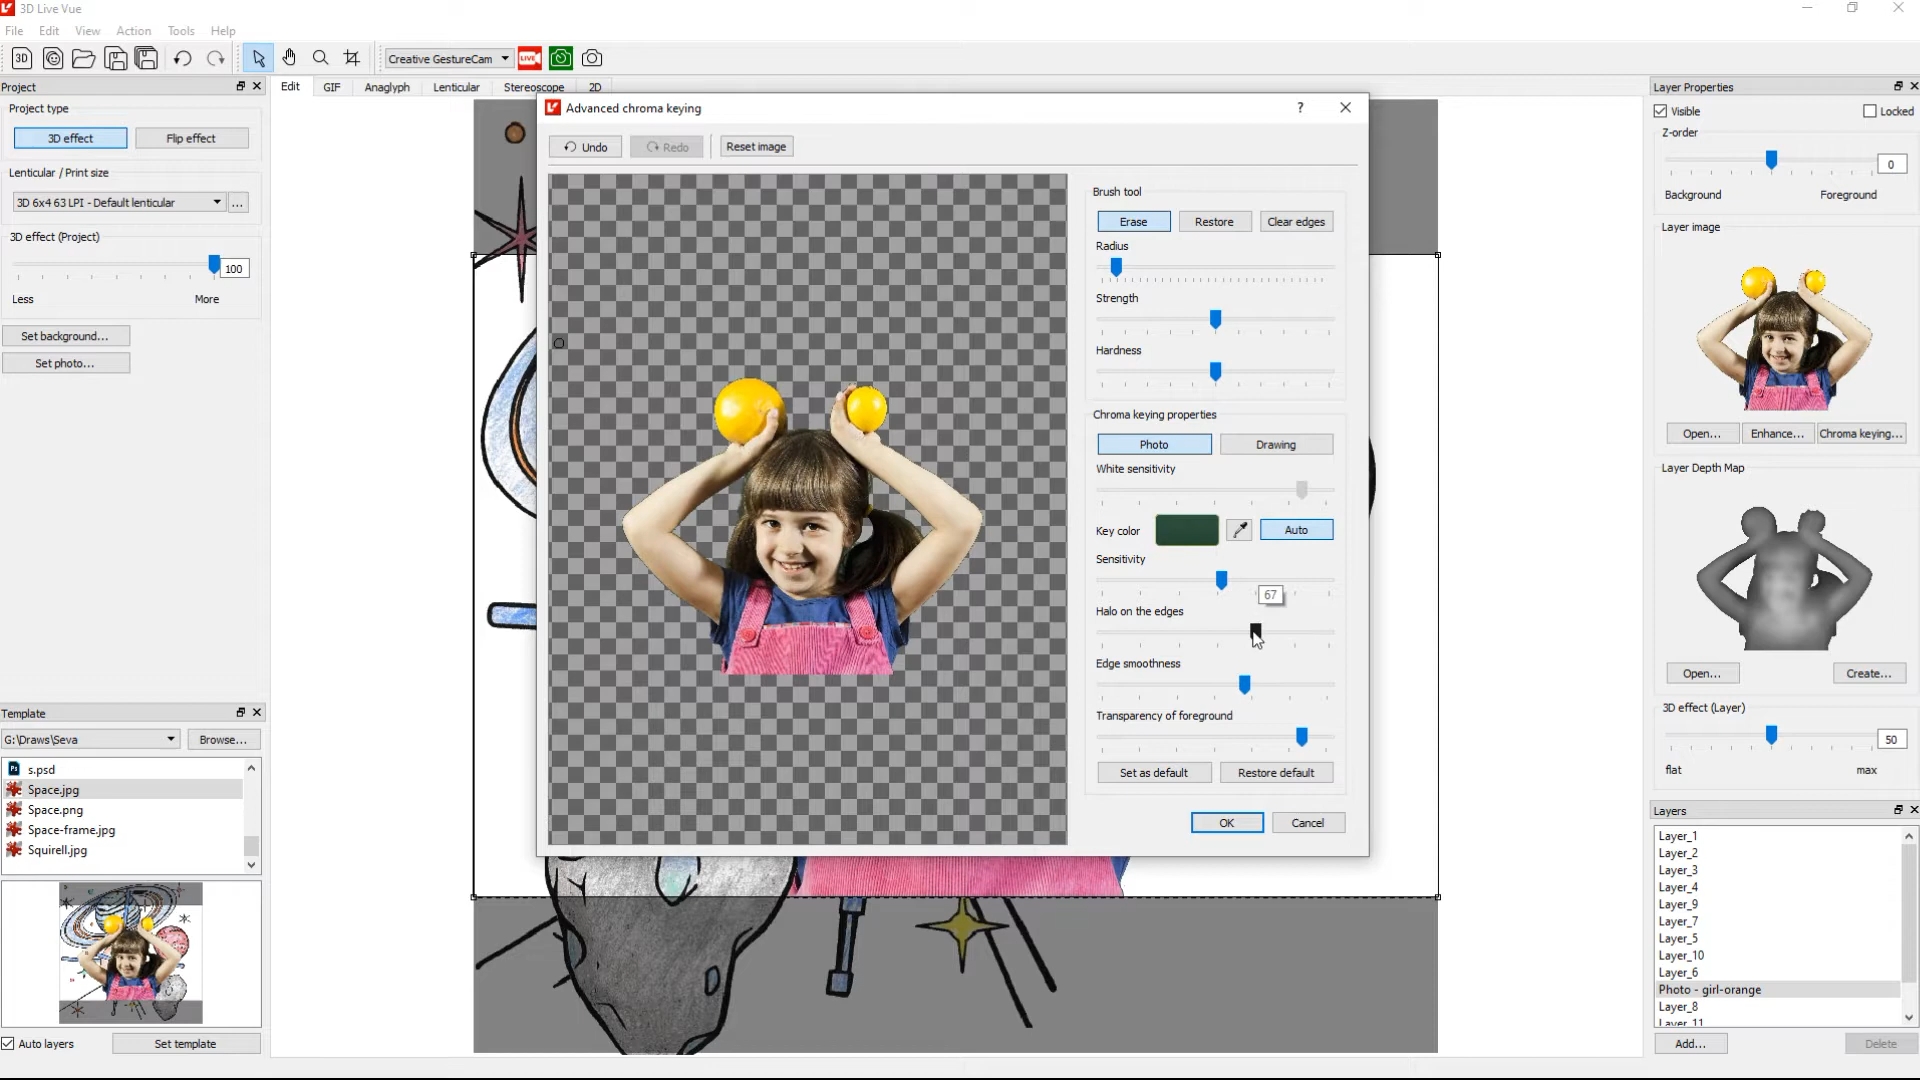 3D Live Vue
File Edit View Action Tools Help
3D Creative GestureCam LIVE
Project
Project type
3D effect Flip effect
Lenticular / Print size
3D 6x4 63 LPI - Default lenticular ...
3D effect (Project)
100
Less More
Set background...
Set photo...
Template
G:\Draws\Seva Browse...
s.psd
Space.jpg
Space.png
Space-frame.jpg
Squirell.jpg
Auto layers Set template
Edit GIF Anaglyph Lenticular Stereoscope 2D
Advanced chroma keying ?
Undo Redo Reset image
Brush tool
Erase Restore Clear edges
Radius
Strength
Hardness
Chroma keying properties
Photo Drawing
White sensitivity
Key color Auto
Sensitivity
67
Halo on the edges
Edge smoothness
Transparency of foreground
Set as default Restore default
OK Cancel
Layer Properties
Visible Locked
Z-order
0
Background Foreground
Layer image
Open... Enhance... Chroma keying...
Layer Depth Map
Open... Create...
3D effect (Layer)
50
flat max
Layers
Layer_1
Layer_2
Layer_3
Layer_4
Layer_9
Layer_7
Layer_5
Layer_10
Layer_6
Photo - girl-orange
Layer_8
Layer_11
Add... Delete